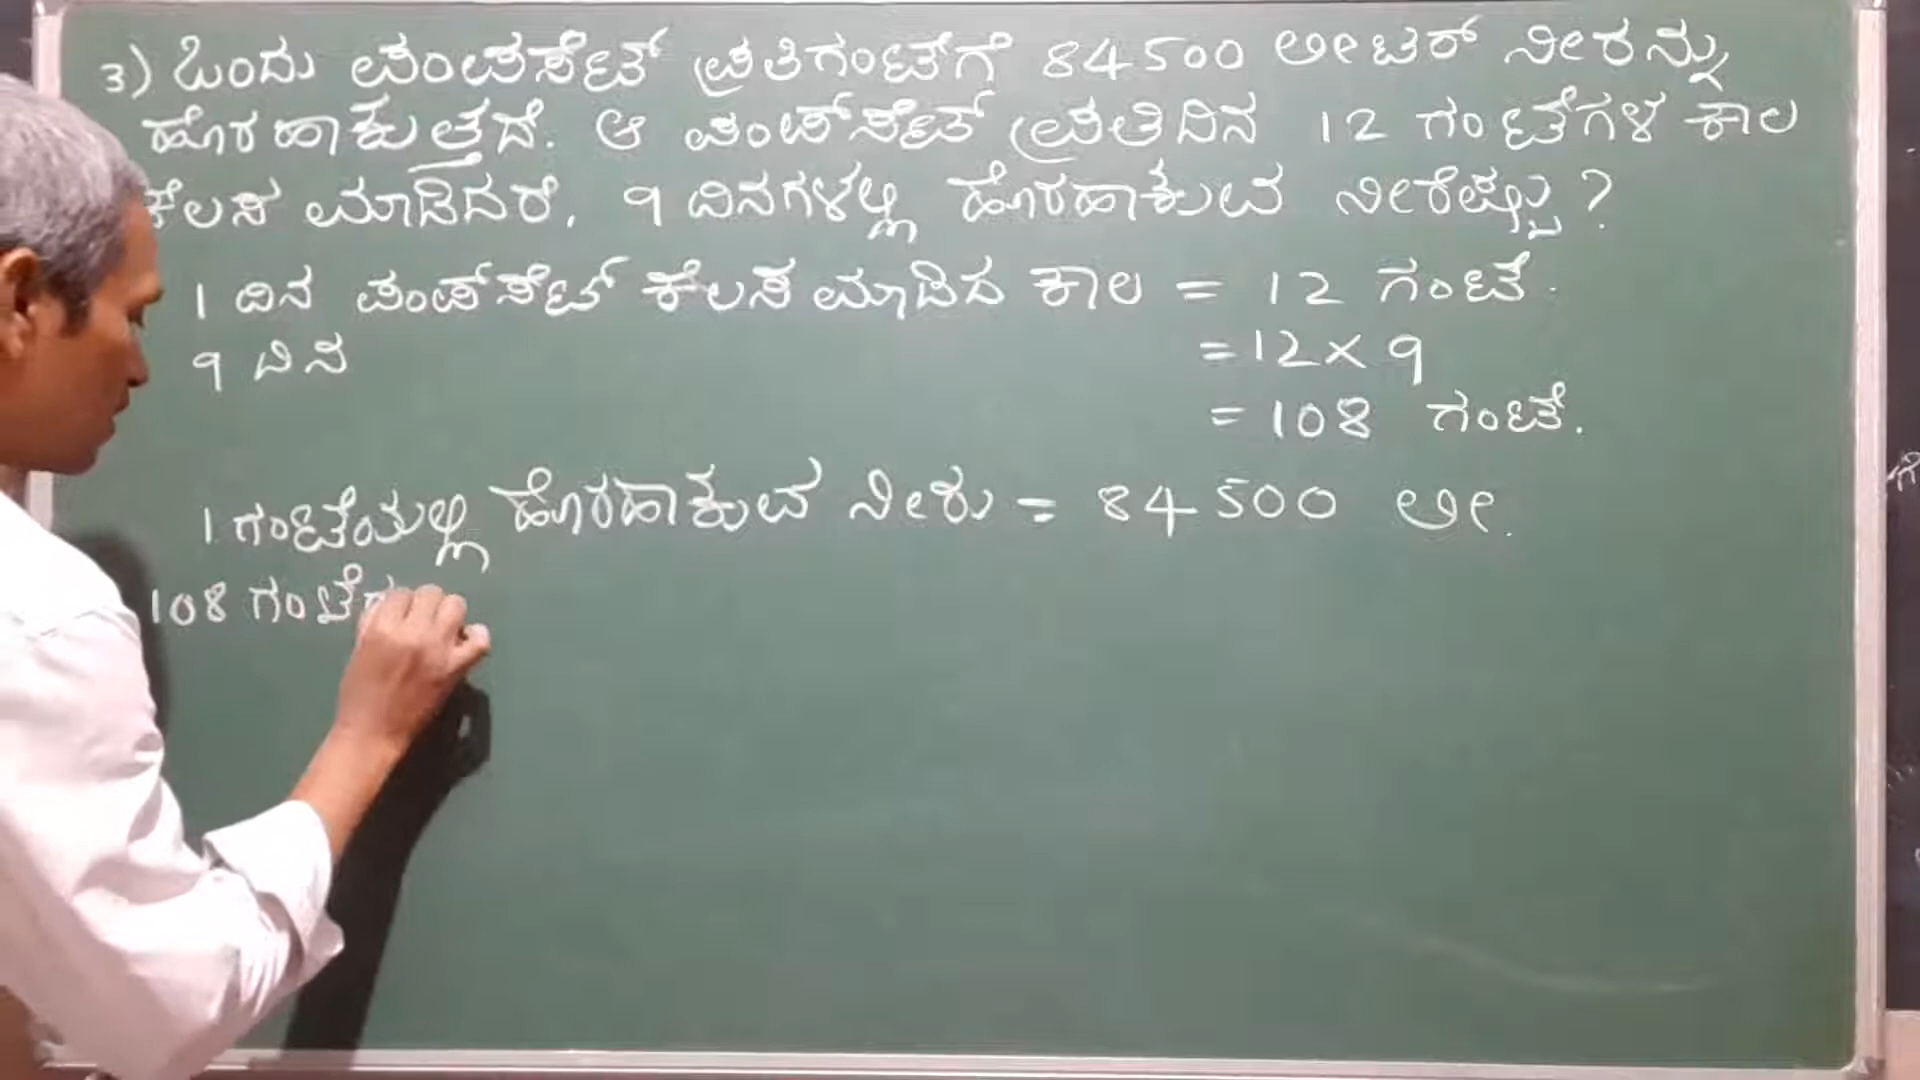 3) ಒಂದು ಪಂಪಸೆಟ್ ಪ್ರತಿಗಂಟೆಗೆ 84500 ಲೀಟರ್ ನೀರನ್ನು
ಹೊರಹಾಕುತ್ತದೆ. ಆ ಪಂಪ್‌ಸೆಟ್ ಪ್ರತಿದಿನ 12 ಗಂಟೆಗಳ ಕಾಲ
ಕೆಲಸ ಮಾಡಿದರೆ, 9 ದಿನಗಳಲ್ಲಿ ಹೊರಹಾಕುವ ನೀರೆಷ್ಟು?
1 ದಿನ ಪಂಪ್‌ಸೆಟ್ ಕೆಲಸ ಮಾಡಿದ ಕಾಲ = 12 ಗಂಟೆ.
9 ದಿನ = 12 × 9
= 108 ಗಂಟೆ.
1 ಗಂಟೆಯಲ್ಲಿ ಹೊರಹಾಕುವ ನೀರು = 84500 ಲೀ.
108